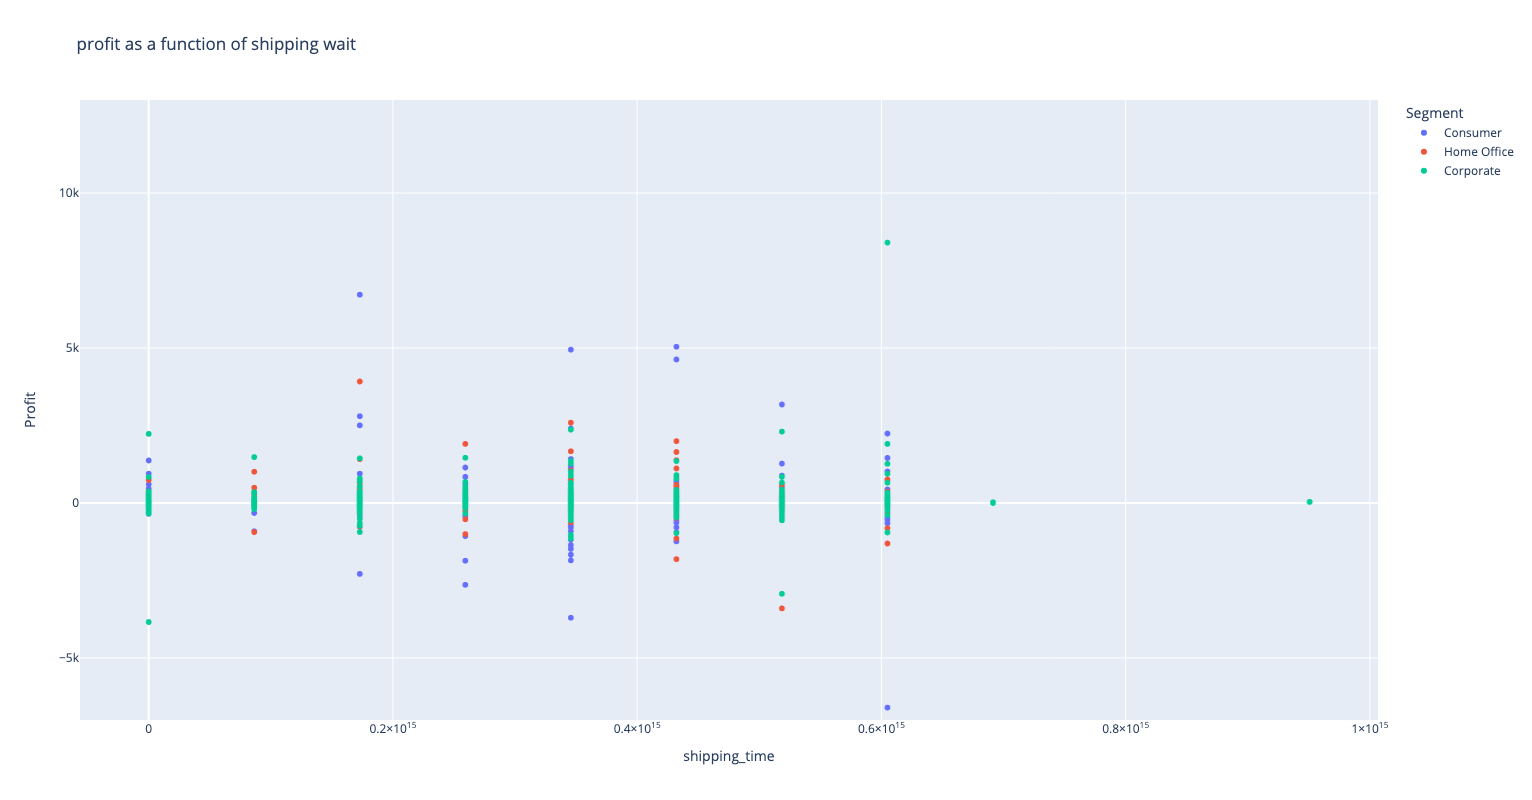 profit as a function of shipping wait
Segment
Consumer
Home Office
Corporate
10k
5k
0
−5k
Profit
0
0.2×10¹⁵
0.4×10¹⁵
0.6×10¹⁵
0.8×10¹⁵
1×10¹⁵
shipping_time